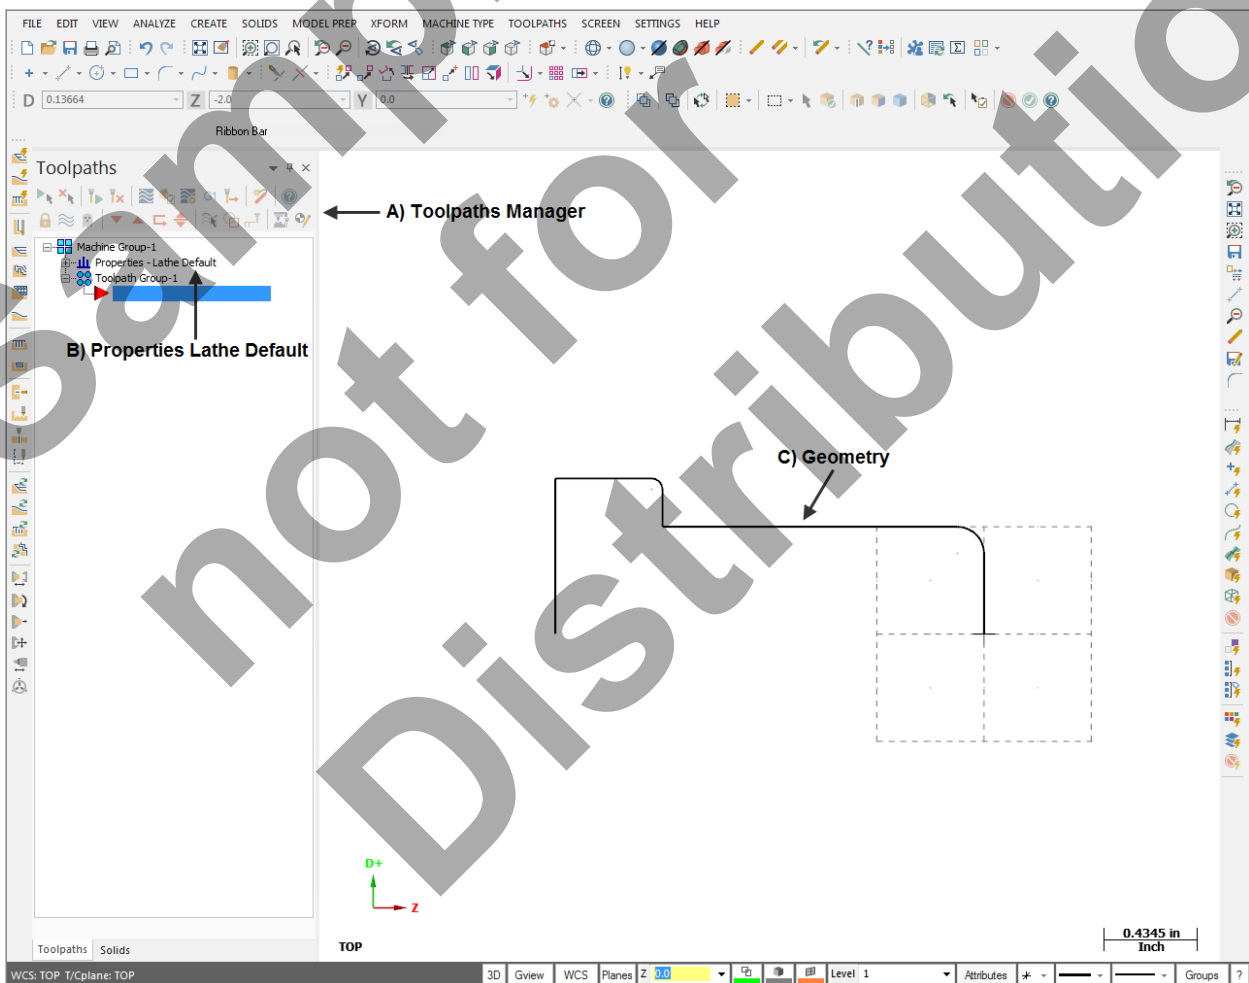 FILE EDIT VIEW ANALYZE CREATE SOLIDS MODEL PREP XFORM MACHINE TYPE TOOLPATHS SCREEN SETTINGS HELP
D 0.13664 Z -2.0 Y 0.0
Ribbon Bar
Toolpaths
A) Toolpaths Manager
Machine Group-1
Properties - Lathe Default
Toolpath Group-1
B) Properties Lathe Default
C) Geometry
Sample
not for
Distribution
D+
Z
TOP
0.4345 in
Inch
Toolpaths Solids
WCS: TOP T/Cplane: TOP
3D Gview WCS Planes Z 0.0 Level 1 Attributes Groups ?